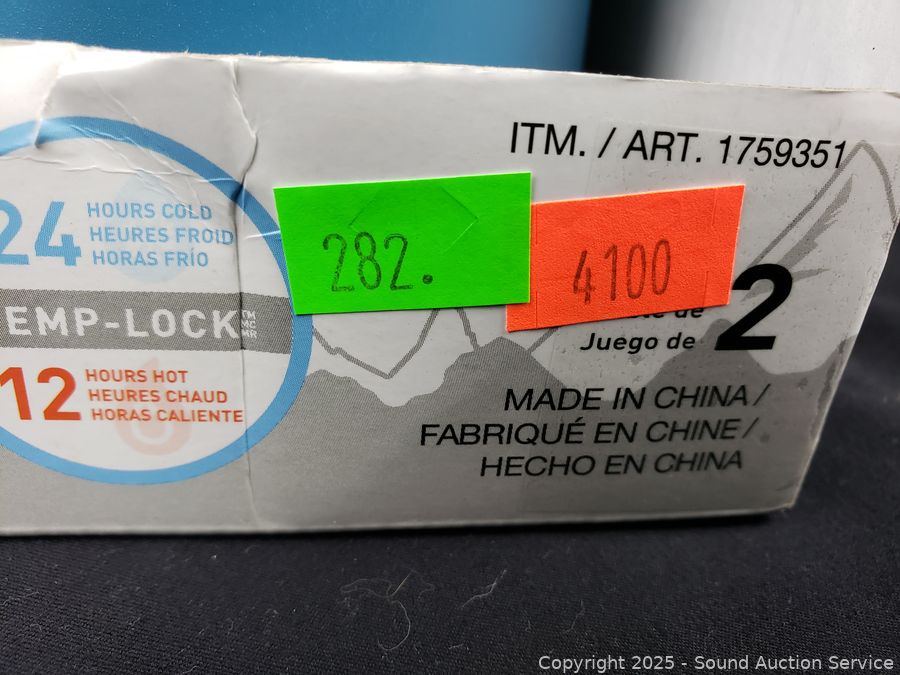 ITM. / ART. 1759351
24 HOURS COLD
HEURES FROID
HORAS FRÍO
EMP-LOCK
12 HOURS HOT
HEURES CHAUD
HORAS CALIENTE
282.
4100
de
Juego de 2
MADE IN CHINA /
FABRIQUÉ EN CHINE /
HECHO EN CHINA
Copyright © 2025 - Sound Auction Service